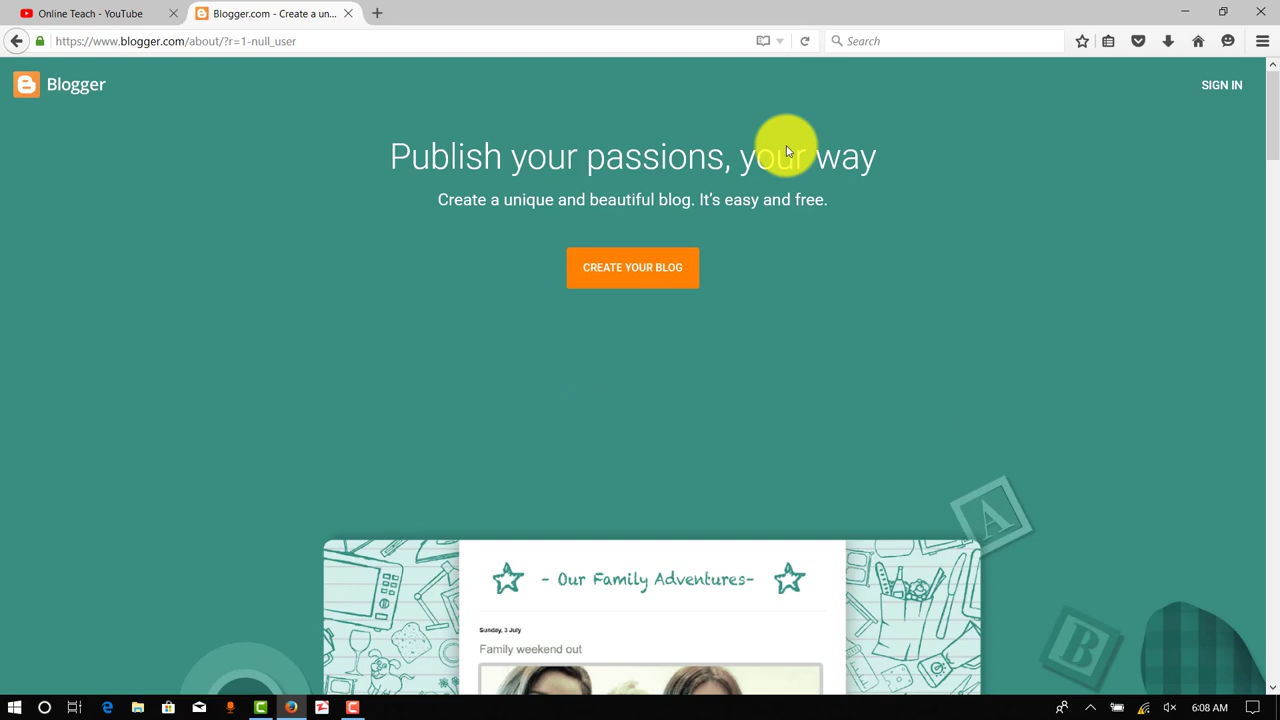 Online Teach - YouTube
Blogger.com - Create a un...
https://www.blogger.com/about/?r=1-null_user
Search
Blogger
SIGN IN
Publish your passions, your way
Create a unique and beautiful blog. It's easy and free.
CREATE YOUR BLOG
A
- Our Family Adventures-
Sunday, 3 July
B
Family weekend out
6:08 AM